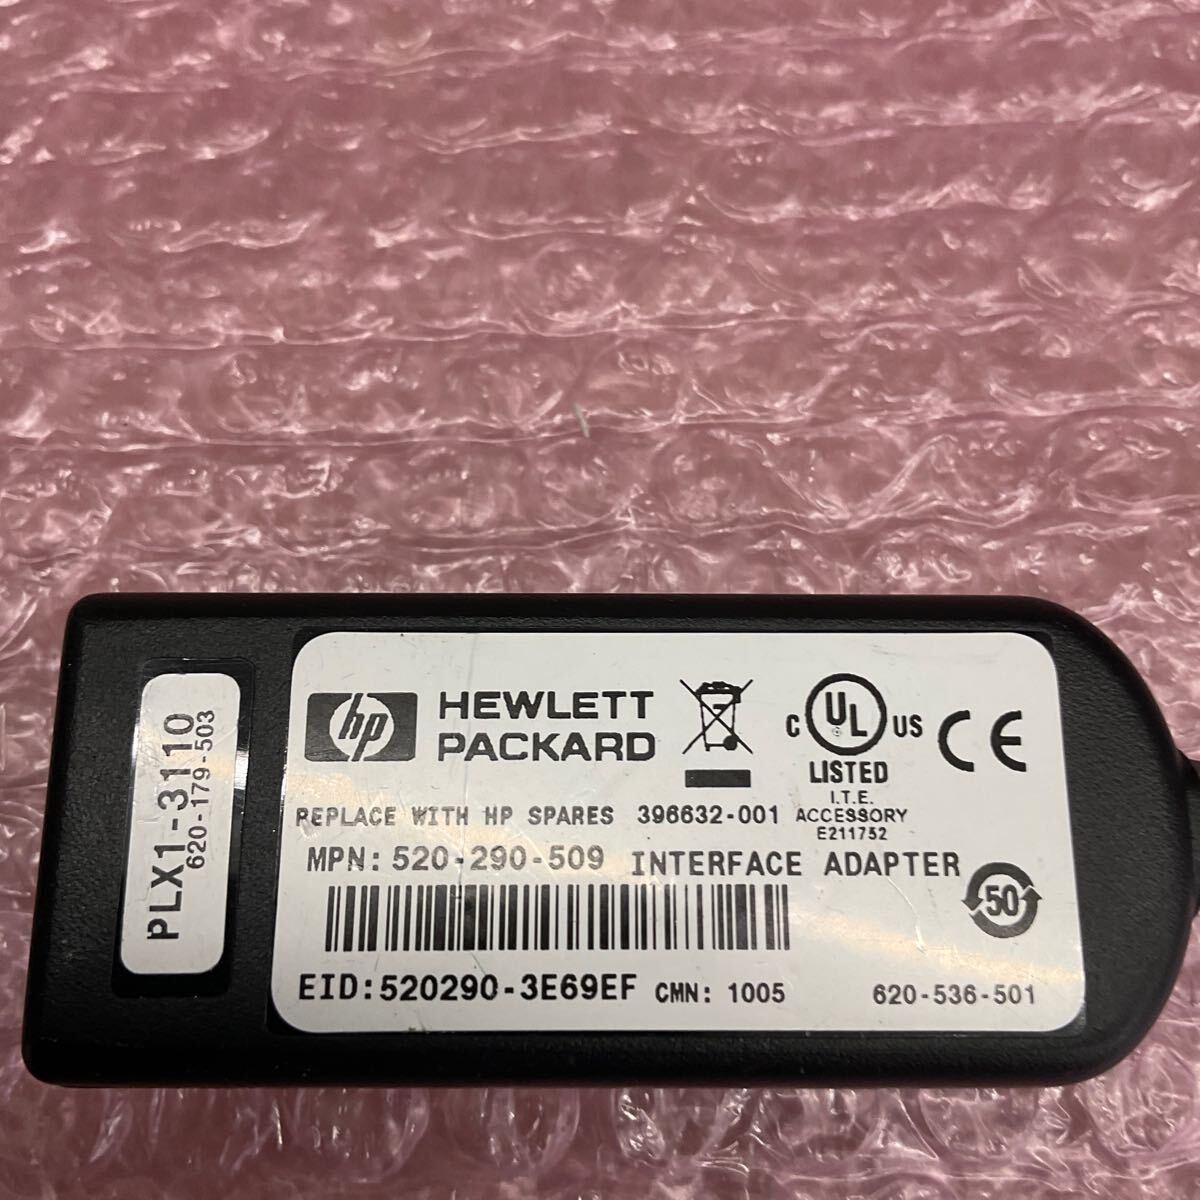 PLX1-3110
620-179-503
hp
HEWLETT
PACKARD
C UL US
LISTED
I.T.E.
ACCESSORY
E211752
CE
REPLACE WITH HP SPARES 396632-001
MPN: 520-290-509 INTERFACE ADAPTER
50
EID:520290-3E69EF CMN: 1005 620-536-501